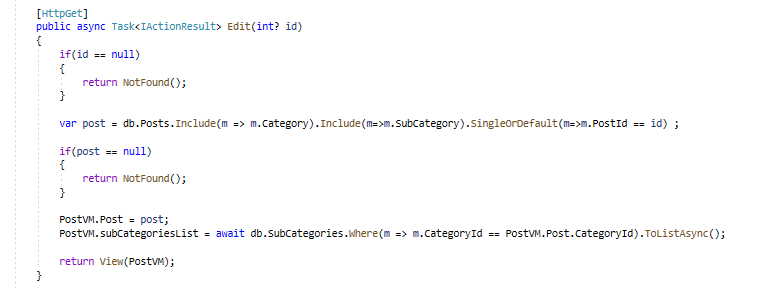 [HttpGet]
public async Task<IActionResult> Edit(int? id)
{
if(id == null)
{
return NotFound();
}
var post = db.Posts.Include(m => m.Category).Include(m=>m.SubCategory).SingleOrDefault(m=>m.PostId == id) ;
if(post == null)
{
return NotFound();
}
PostVM.Post = post;
PostVM.subCategoriesList = await db.SubCategories.Where(m => m.CategoryId == PostVM.Post.CategoryId).ToListAsync();
return View(PostVM);
}